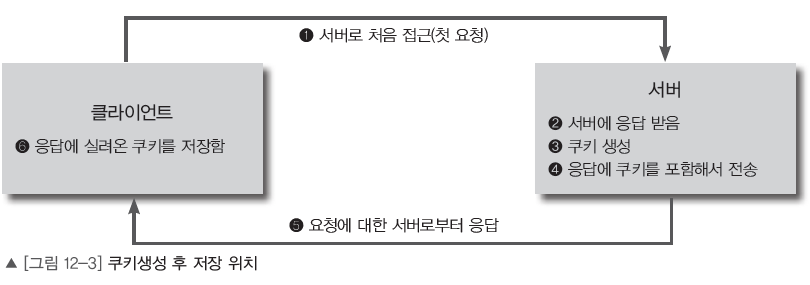 ❶ 서버로 처음 접근(첫 요청)
클라이언트
❻ 응답에 실려온 쿠키를 저장함
서버
❷ 서버에 응답 받음
❸ 쿠키 생성
❹ 응답에 쿠키를 포함해서 전송
❺ 요청에 대한 서버로부터 응답
▲ [그림 12-3] 쿠키생성 후 저장 위치